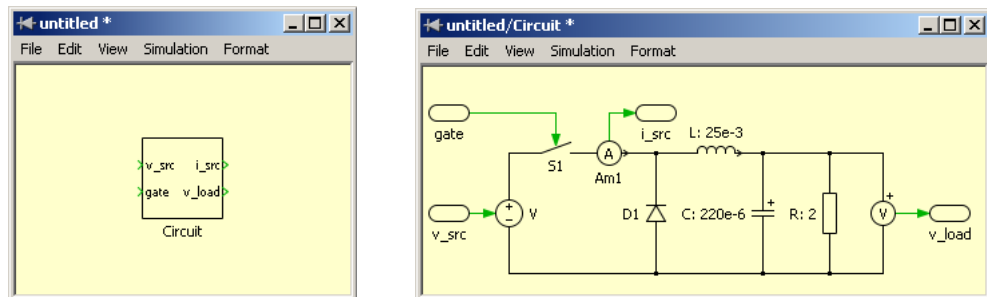 untitled *
File Edit View Simulation Format
v_src i_src
gate v_load
Circuit
untitled/Circuit *
File Edit View Simulation Format
gate
i_src
L: 25e-3
S1
A
Am1
V
D1
C: 220e-6
R: 2
V
v_src
v_load